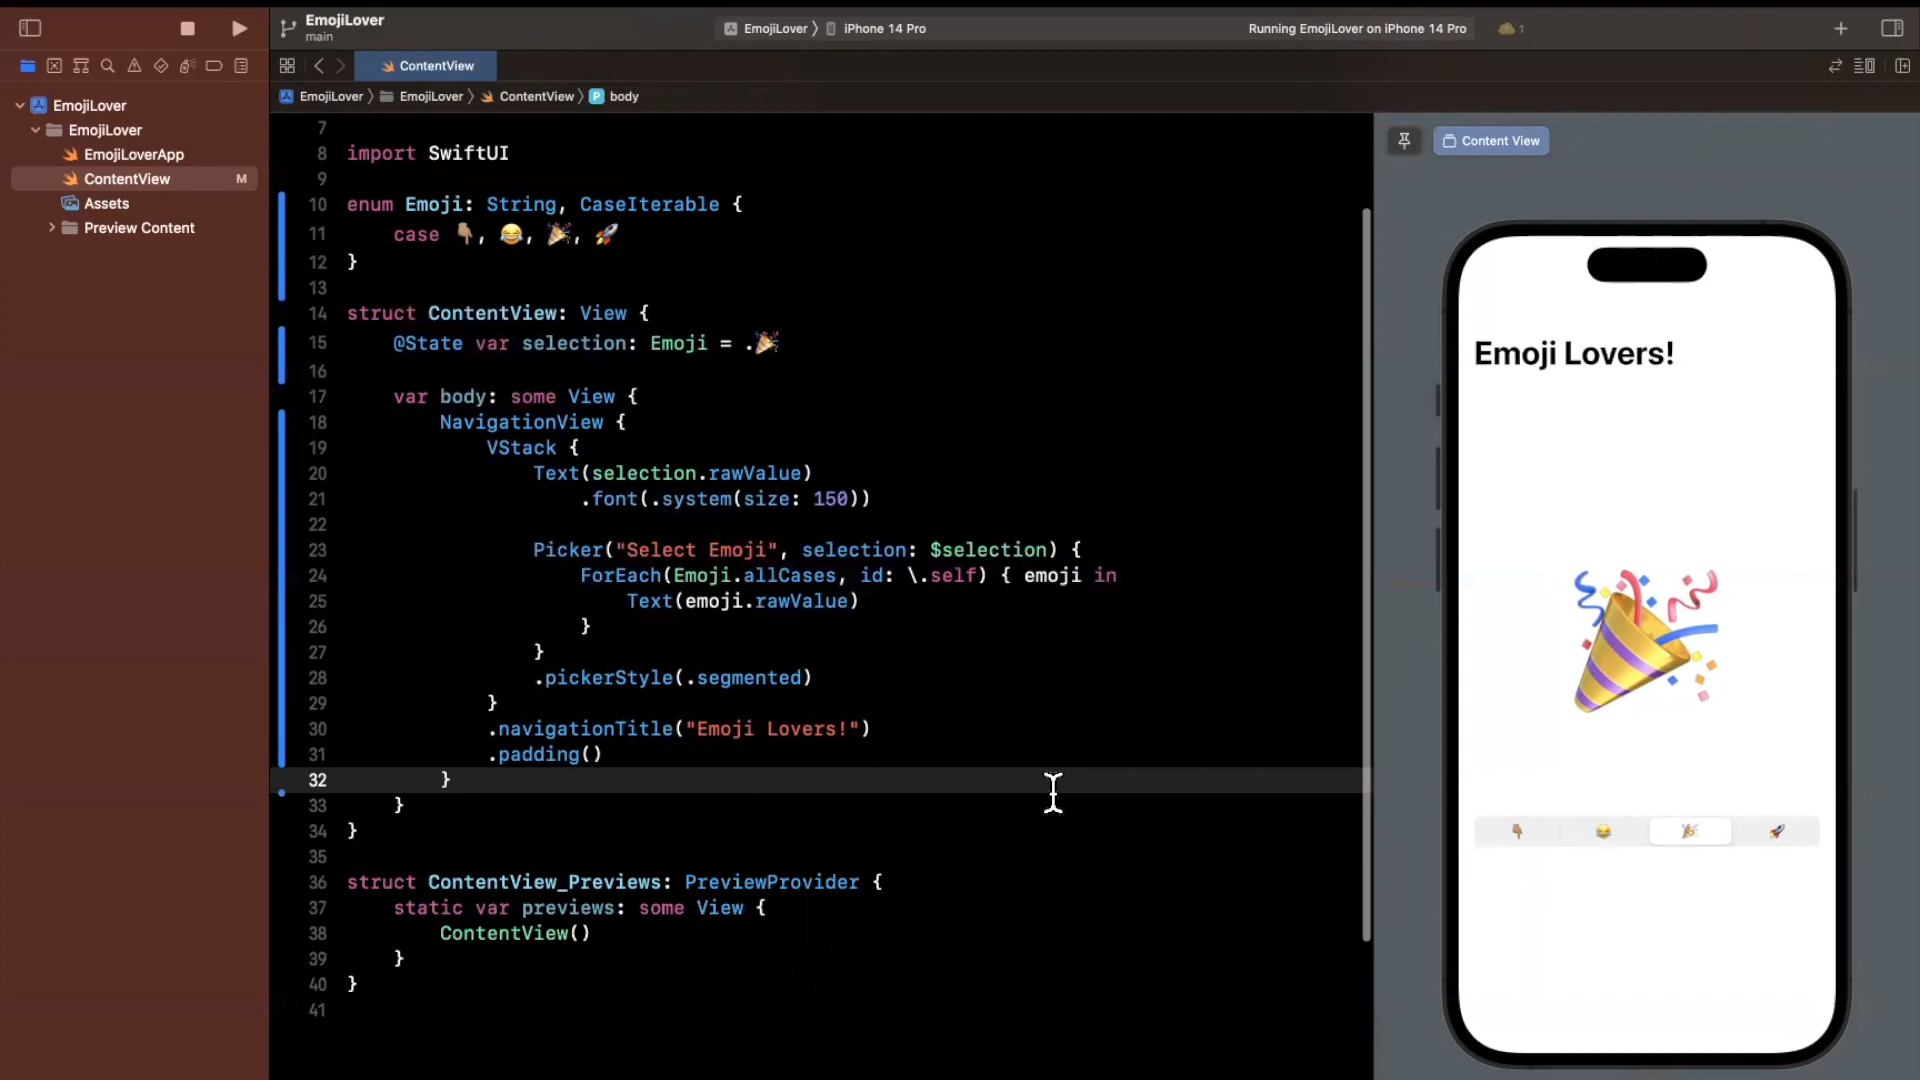 EmojiLover
main
EmojiLover 〉 iPhone 14 Pro
Running EmojiLover on iPhone 14 Pro
1
ContentView
EmojiLover 〉 EmojiLover 〉 ContentView 〉 P body
EmojiLover
EmojiLover
EmojiLoverApp
ContentView M
Assets
Preview Content
7
8 import SwiftUI
9
10 enum Emoji: String, CaseIterable {
11 case 👇🏽, 😂, 🎉, 🚀
12 }
13
14 struct ContentView: View {
15 @State var selection: Emoji = .🎉
16
17 var body: some View {
18 NavigationView {
19 VStack {
20 Text(selection.rawValue)
21 .font(.system(size: 150))
22
23 Picker("Select Emoji", selection: $selection) {
24 ForEach(Emoji.allCases, id: \.self) { emoji in
25 Text(emoji.rawValue)
26 }
27 }
28 .pickerStyle(.segmented)
29 }
30 .navigationTitle("Emoji Lovers!")
31 .padding()
32 }
33 }
34 }
35
36 struct ContentView_Previews: PreviewProvider {
37 static var previews: some View {
38 ContentView()
39 }
40 }
41
Content View
Emoji Lovers!
🎉
👇🏽 😂 🎉 🚀